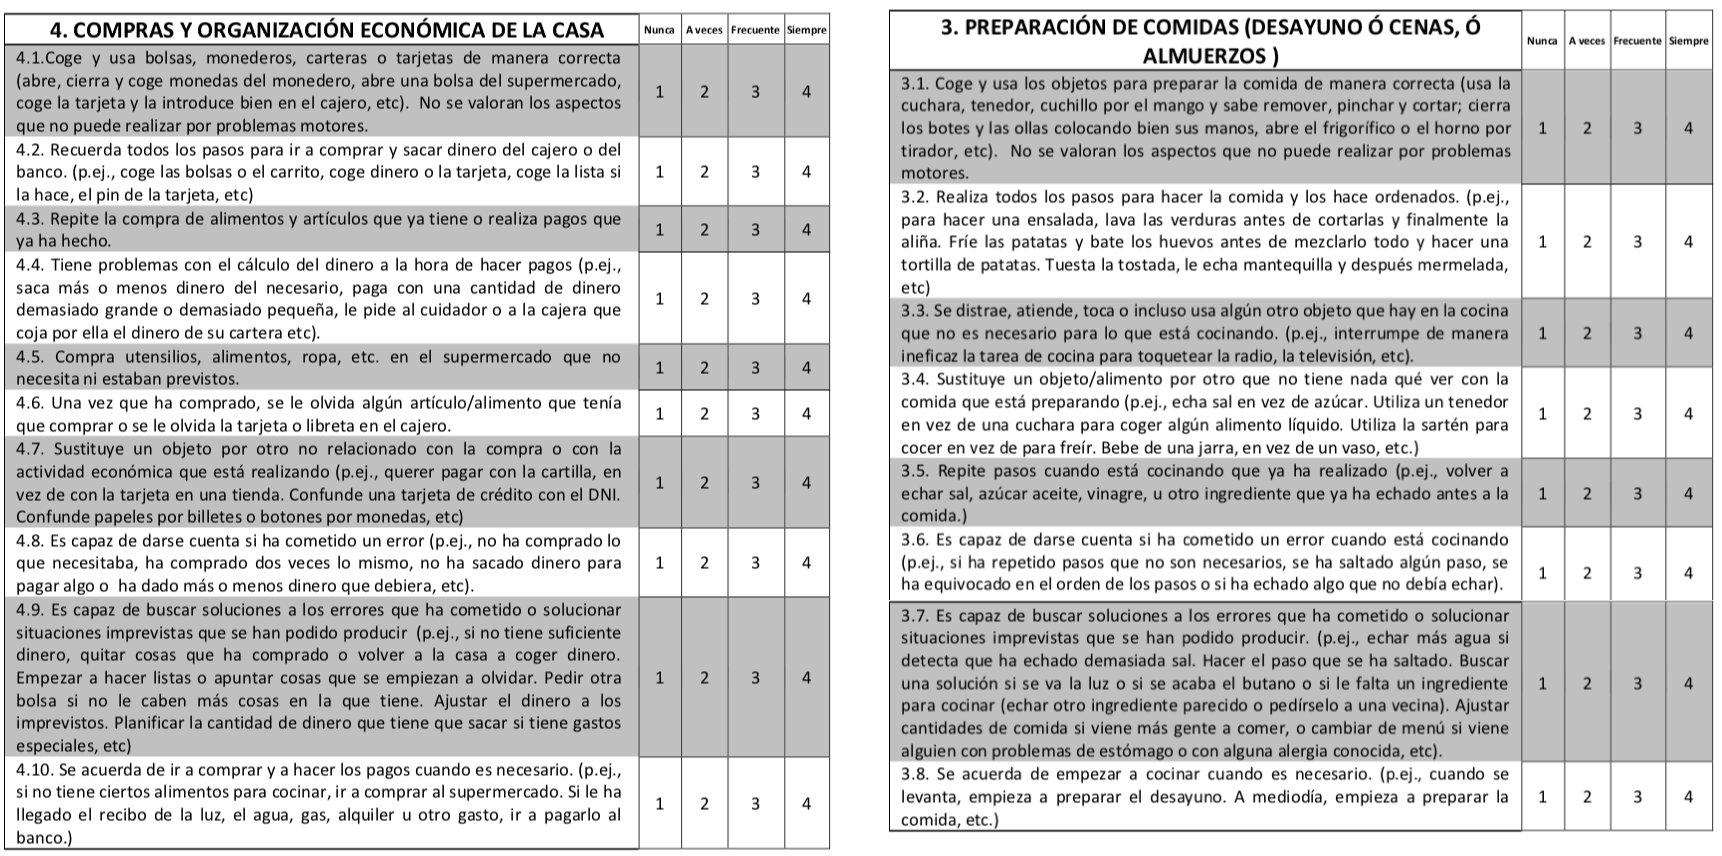 4. COMPRAS Y ORGANIZACIÓN ECONÓMICA DE LA CASA Nunca A veces Frecuente Siempre
4.1.Coge y usa bolsas, monederos, carteras o tarjetas de manera correcta
(abre, cierra y coge monedas del monedero, abre una bolsa del supermercado,
coge la tarjeta y la introduce bien en el cajero, etc). No se valoran los aspectos
que no puede realizar por problemas motores.
1 2 3 4
4.2. Recuerda todos los pasos para ir a comprar y sacar dinero del cajero o del
banco. (p.ej., coge las bolsas o el carrito, coge dinero o la tarjeta, coge la lista si
la hace, el pin de la tarjeta, etc)
1 2 3 4
4.3. Repite la compra de alimentos y artículos que ya tiene o realiza pagos que
ya ha hecho.
1 2 3 4
4.4. Tiene problemas con el cálculo del dinero a la hora de hacer pagos (p.ej.,
saca más o menos dinero del necesario, paga con una cantidad de dinero
demasiado grande o demasiado pequeña, le pide al cuidador o a la cajera que
coja por ella el dinero de su cartera etc).
1 2 3 4
4.5. Compra utensilios, alimentos, ropa, etc. en el supermercado que no
necesita ni estaban previstos.
1 2 3 4
4.6. Una vez que ha comprado, se le olvida algún artículo/alimento que tenía
que comprar o se le olvida la tarjeta o libreta en el cajero.
1 2 3 4
4.7. Sustituye un objeto por otro no relacionado con la compra o con la
actividad económica que está realizando (p.ej., querer pagar con la cartilla, en
vez de con la tarjeta en una tienda. Confunde una tarjeta de crédito con el DNI.
Confunde papeles por billetes o botones por monedas, etc)
1 2 3 4
4.8. Es capaz de darse cuenta si ha cometido un error (p.ej., no ha comprado lo
que necesitaba, ha comprado dos veces lo mismo, no ha sacado dinero para
pagar algo o ha dado más o menos dinero que debiera, etc).
1 2 3 4
4.9. Es capaz de buscar soluciones a los errores que ha cometido o solucionar
situaciones imprevistas que se han podido producir (p.ej., si no tiene suficiente
dinero, quitar cosas que ha comprado o volver a la casa a coger dinero.
Empezar a hacer listas o apuntar cosas que se empiezan a olvidar. Pedir otra
bolsa si no le caben más cosas en la que tiene. Ajustar el dinero a los
imprevistos. Planificar la cantidad de dinero que tiene que sacar si tiene gastos
especiales, etc)
1 2 3 4
4.10. Se acuerda de ir a comprar y a hacer los pagos cuando es necesario. (p.ej.,
si no tiene ciertos alimentos para cocinar, ir a comprar al supermercado. Si le ha
llegado el recibo de la luz, el agua, gas, alquiler u otro gasto, ir a pagarlo al
banco.)
1 2 3 4
3. PREPARACIÓN DE COMIDAS (DESAYUNO Ó CENAS, Ó
ALMUERZOS )
Nunca A veces Frecuente Siempre
3.1. Coge y usa los objetos para preparar la comida de manera correcta (usa la
cuchara, tenedor, cuchillo por el mango y sabe remover, pinchar y cortar; cierra
los botes y las ollas colocando bien sus manos, abre el frigorífico o el horno por
tirador, etc). No se valoran los aspectos que no puede realizar por problemas
motores.
1 2 3 4
3.2. Realiza todos los pasos para hacer la comida y los hace ordenados. (p.ej.,
para hacer una ensalada, lava las verduras antes de cortarlas y finalmente la
aliña. Fríe las patatas y bate los huevos antes de mezclarlo todo y hacer una
tortilla de patatas. Tuesta la tostada, le echa mantequilla y después mermelada,
etc)
1 2 3 4
3.3. Se distrae, atiende, toca o incluso usa algún otro objeto que hay en la cocina
que no es necesario para lo que está cocinando. (p.ej., interrumpe de manera
ineficaz la tarea de cocina para toquetear la radio, la televisión, etc).
1 2 3 4
3.4. Sustituye un objeto/alimento por otro que no tiene nada qué ver con la
comida que está preparando (p.ej., echa sal en vez de azúcar. Utiliza un tenedor
en vez de una cuchara para coger algún alimento líquido. Utiliza la sartén para
cocer en vez de para freír. Bebe de una jarra, en vez de un vaso, etc.)
1 2 3 4
3.5. Repite pasos cuando está cocinando que ya ha realizado (p.ej., volver a
echar sal, azúcar aceite, vinagre, u otro ingrediente que ya ha echado antes a la
comida.)
1 2 3 4
3.6. Es capaz de darse cuenta si ha cometido un error cuando está cocinando
(p.ej., si ha repetido pasos que no son necesarios, se ha saltado algún paso, se
ha equivocado en el orden de los pasos o si ha echado algo que no debía echar).
1 2 3 4
3.7. Es capaz de buscar soluciones a los errores que ha cometido o solucionar
situaciones imprevistas que se han podido producir. (p.ej., echar más agua si
detecta que ha echado demasiada sal. Hacer el paso que se ha saltado. Buscar
una solución si se va la luz o si se acaba el butano o si le falta un ingrediente
para cocinar (echar otro ingrediente parecido o pedírselo a una vecina). Ajustar
cantidades de comida si viene más gente a comer, o cambiar de menú si viene
alguien con problemas de estómago o con alguna alergia conocida, etc).
1 2 3 4
3.8. Se acuerda de empezar a cocinar cuando es necesario. (p.ej., cuando se
levanta, empieza a preparar el desayuno. A mediodía, empieza a preparar la
comida, etc.)
1 2 3 4